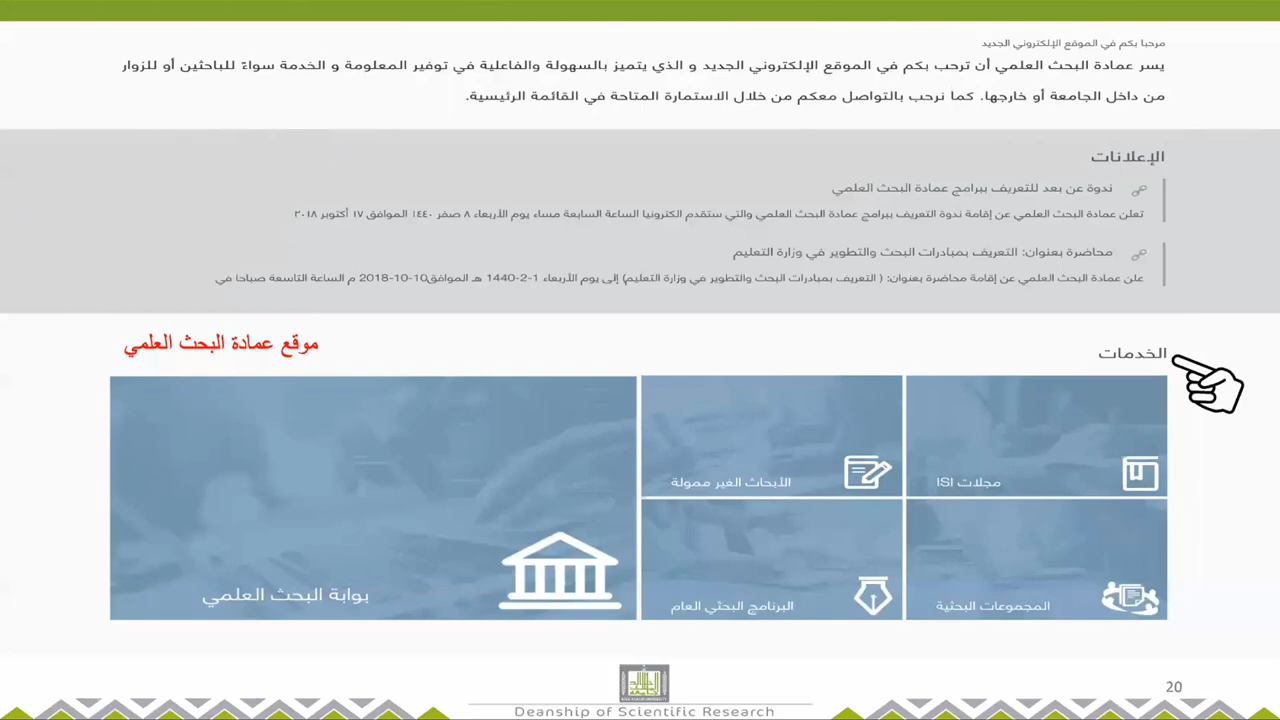 مرحبا بكم في الموقع الإلكتروني الجديد
يسر عمادة البحث العلمي أن ترحب بكم في الموقع الإلكتروني الجديد و الذي يتميز بالسهولة والفاعلية في توفير المعلومة و الخدمة سواءً للباحثين أو للزوار
من داخل الجامعة أو خارجها. كما نرحب بالتواصل معكم من خلال الاستمارة المتاحة في القائمة الرئيسية.
الإعلانات
ندوة عن بعد للتعريف ببرامج عمادة البحث العلمي
تعلن عمادة البحث العلمي عن إقامة ندوة التعريف ببرامج عمادة البحث العلمي والتي ستقدم الكترونيا الساعة السابعة مساء يوم الأربعاء ٨ صفر ١٤٤٠ الموافق ١٧ أكتوبر ٢٠١٨
محاضرة بعنوان: التعريف بمبادرات البحث والتطوير في وزارة التعليم
علن عمادة البحث العلمي عن إقامة محاضرة بعنوان: ( التعريف بمبادرات البحث والتطوير في وزارة التعليم) إلى يوم الأربعاء 1-2-1440 هـ الموافق10-10-2018 م الساعة التاسعة صباحا في
الخدمات
موقع عمادة البحث العلمي
مجلات ISI
الأبحاث الغير ممولة
المجموعات البحثية
البرنامج البحثي العام
بوابة البحث العلمي
20
Deanship of Scientific Research